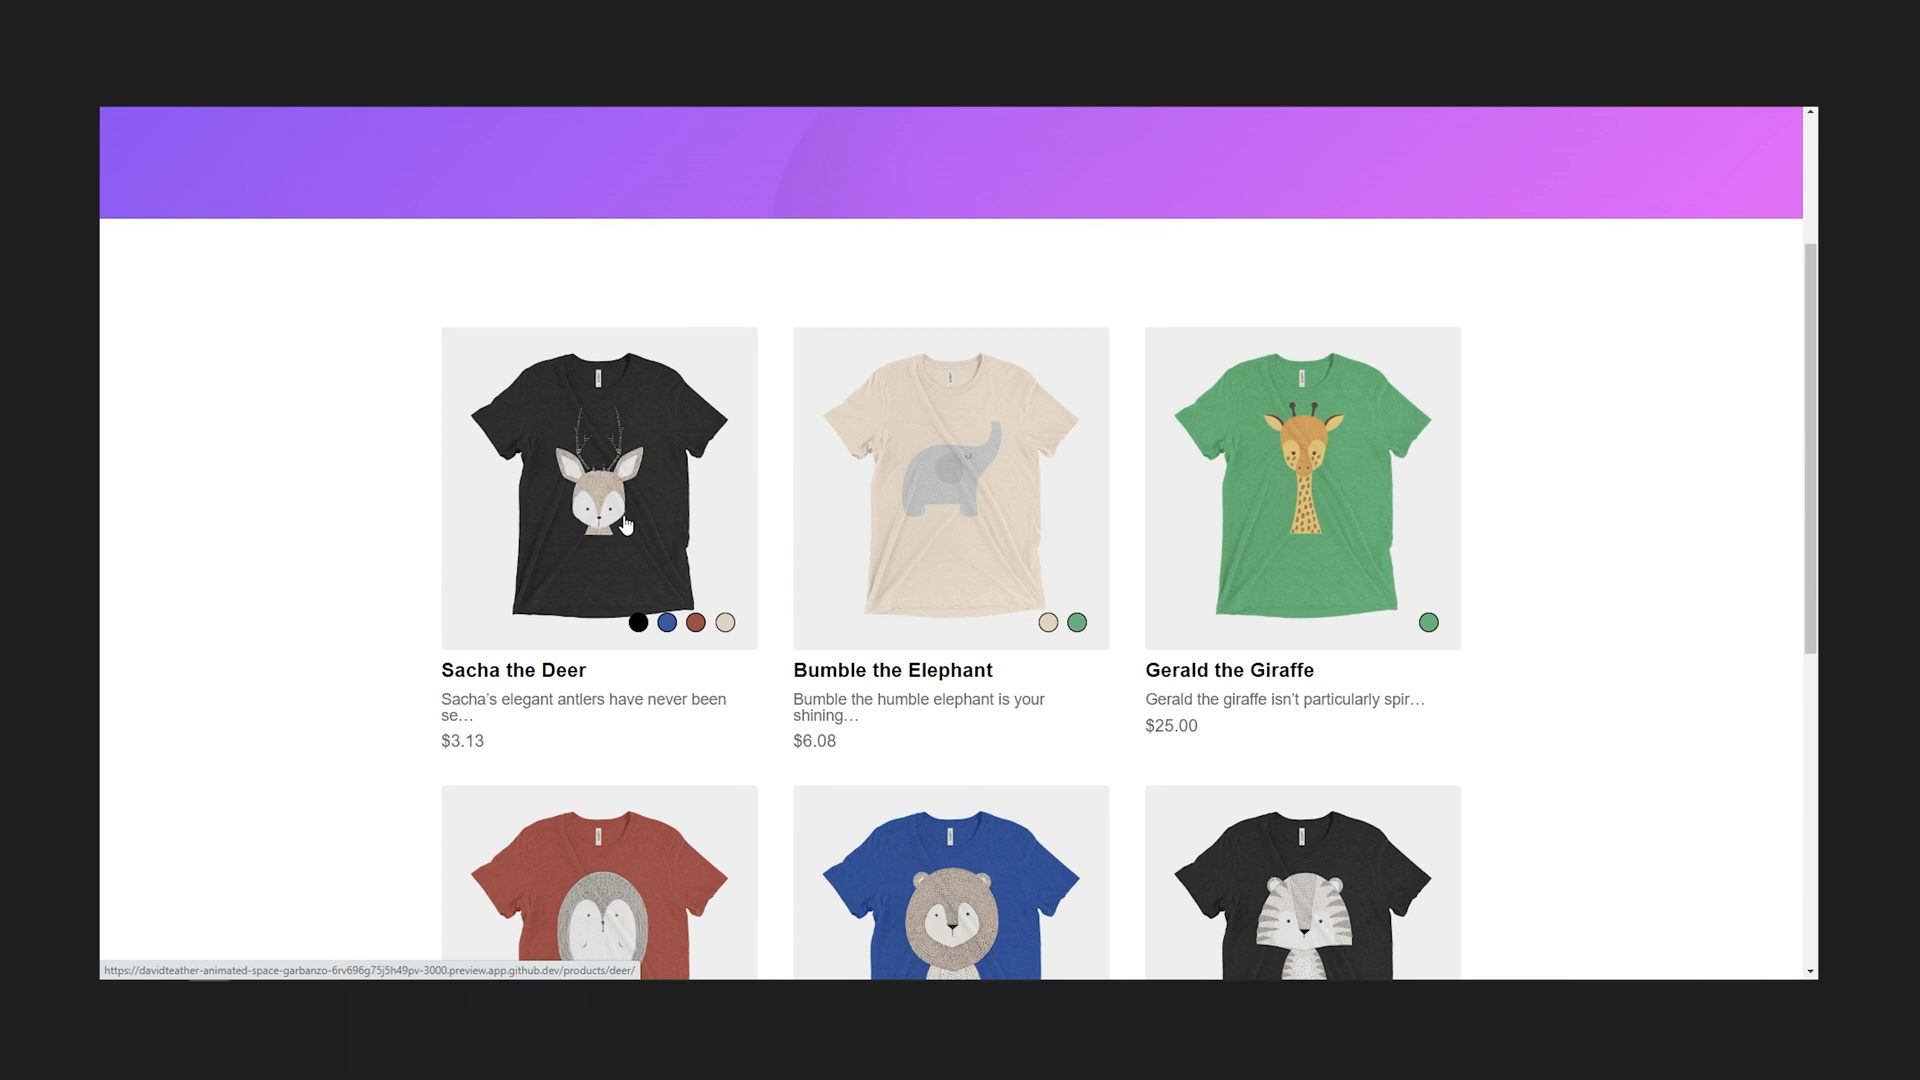 Sacha the Deer
Sacha’s elegant antlers have never been
se…
$3.13
Bumble the Elephant
Bumble the humble elephant is your
shining…
$6.08
Gerald the Giraffe
Gerald the giraffe isn’t particularly spir…
$25.00
https://davidteather-animated-space-garbanzo-6rv696g75j5h49pv-3000.preview.app.github.dev/products/deer/